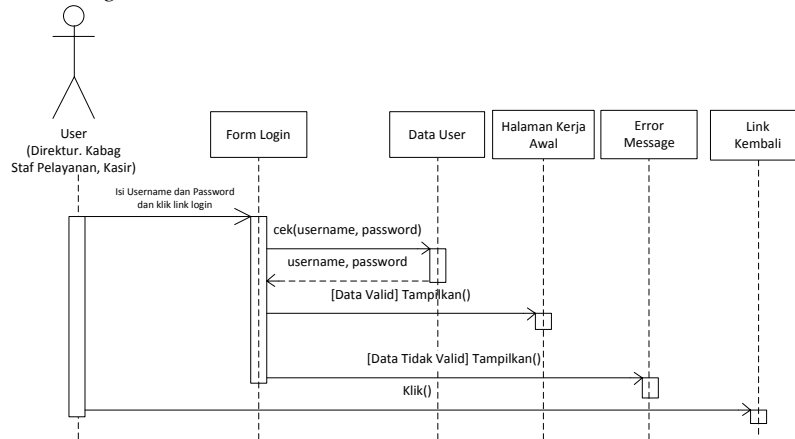 User
(Direktur. Kabag
Staf Pelayanan, Kasir)
Form Login
Data User
Halaman Kerja
Awal
Error
Message
Link
Kembali
Isi Username dan Password
dan klik link login
cek(username, password)
username, password
[Data Valid] Tampilkan()
[Data Tidak Valid] Tampilkan()
Klik()